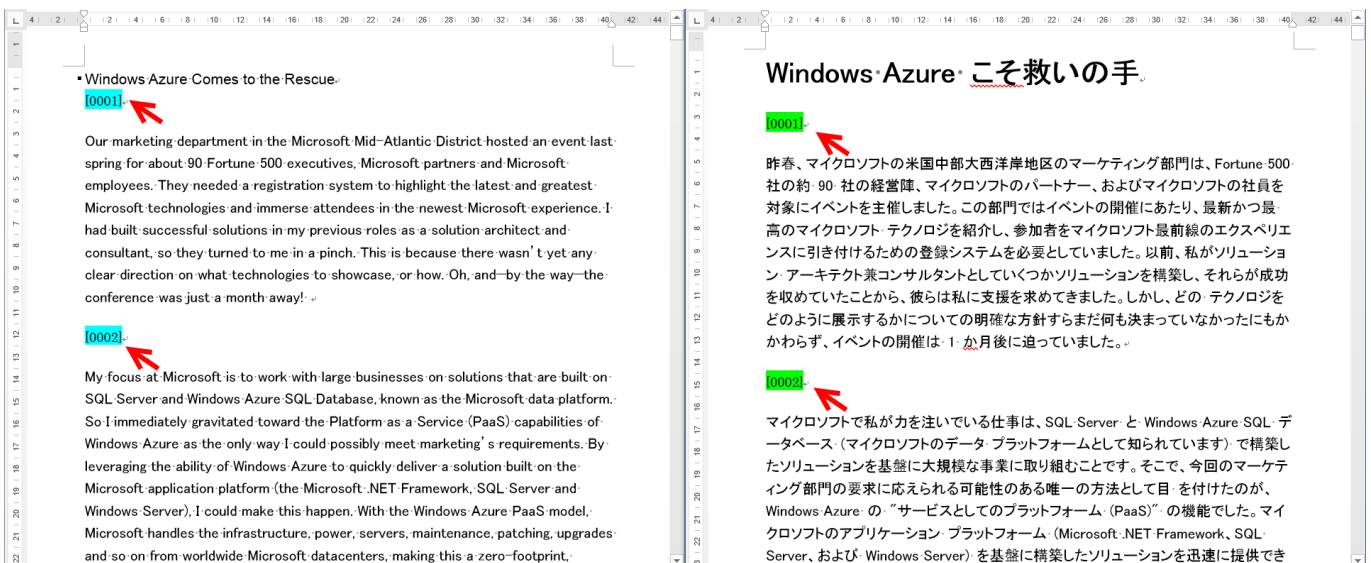 Windows Azure Comes to the Rescue
[0001]
Our marketing department in the Microsoft Mid-Atlantic District hosted an event last
spring for about 90 Fortune 500 executives, Microsoft partners and Microsoft
employees. They needed a registration system to highlight the latest and greatest
Microsoft technologies and immerse attendees in the newest Microsoft experience. I
had built successful solutions in my previous roles as a solution architect and
consultant, so they turned to me in a pinch. This is because there wasn't yet any
clear direction on what technologies to showcase, or how. Oh, and—by the way—the
conference was just a month away!
[0002]
My focus at Microsoft is to work with large businesses on solutions that are built on
SQL Server and Windows Azure SQL Database, known as the Microsoft data platform.
So I immediately gravitated toward the Platform as a Service (PaaS) capabilities of
Windows Azure as the only way I could possibly meet marketing's requirements. By
leveraging the ability of Windows Azure to quickly deliver a solution built on the
Microsoft application platform (the Microsoft .NET Framework, SQL Server and
Windows Server), I could make this happen. With the Windows Azure PaaS model,
Microsoft handles the infrastructure, power, servers, maintenance, patching, upgrades
and so on from worldwide Microsoft datacenters, making this a zero-footprint,
Windows Azure こそ救いの手
[0001]
昨春、マイクロソフトの米国中部大西洋岸地区のマーケティング部門は、Fortune 500
社の約 90 社の経営陣、マイクロソフトのパートナー、およびマイクロソフトの社員を
対象にイベントを主催しました。この部門ではイベントの開催にあたり、最新かつ最
高のマイクロソフト テクノロジを紹介し、参加者をマイクロソフト最前線のエクスペリエ
ンスに引き付けるための登録システムを必要としていました。以前、私がソリューショ
ン アーキテクト兼コンサルタントとしていくつかソリューションを構築し、それらが成功
を収めていたことから、彼らは私に支援を求めてきました。しかし、どの テクノロジを
どのように展示するかについての明確な方針すらまだ何も決まっていなかったにもか
かわらず、イベントの開催は 1 か月後に迫っていました。
[0002]
マイクロソフトで私が力を注いでいる仕事は、SQL Server と Windows Azure SQL デ
ータベース (マイクロソフトのデータ プラットフォームとして知られています) で構築し
たソリューションを基盤に大規模な事業に取り組むことです。そこで、今回のマーケテ
ィング部門の要求に応えられる可能性のある唯一の方法として目 を付けたのが、
Windows Azure の "サービスとしてのプラットフォーム (PaaS)" の機能でした。マイ
クロソフトのアプリケーション プラットフォーム (Microsoft .NET Framework、SQL
Server、および Windows Server) を基盤に構築したソリューションを迅速に提供でき